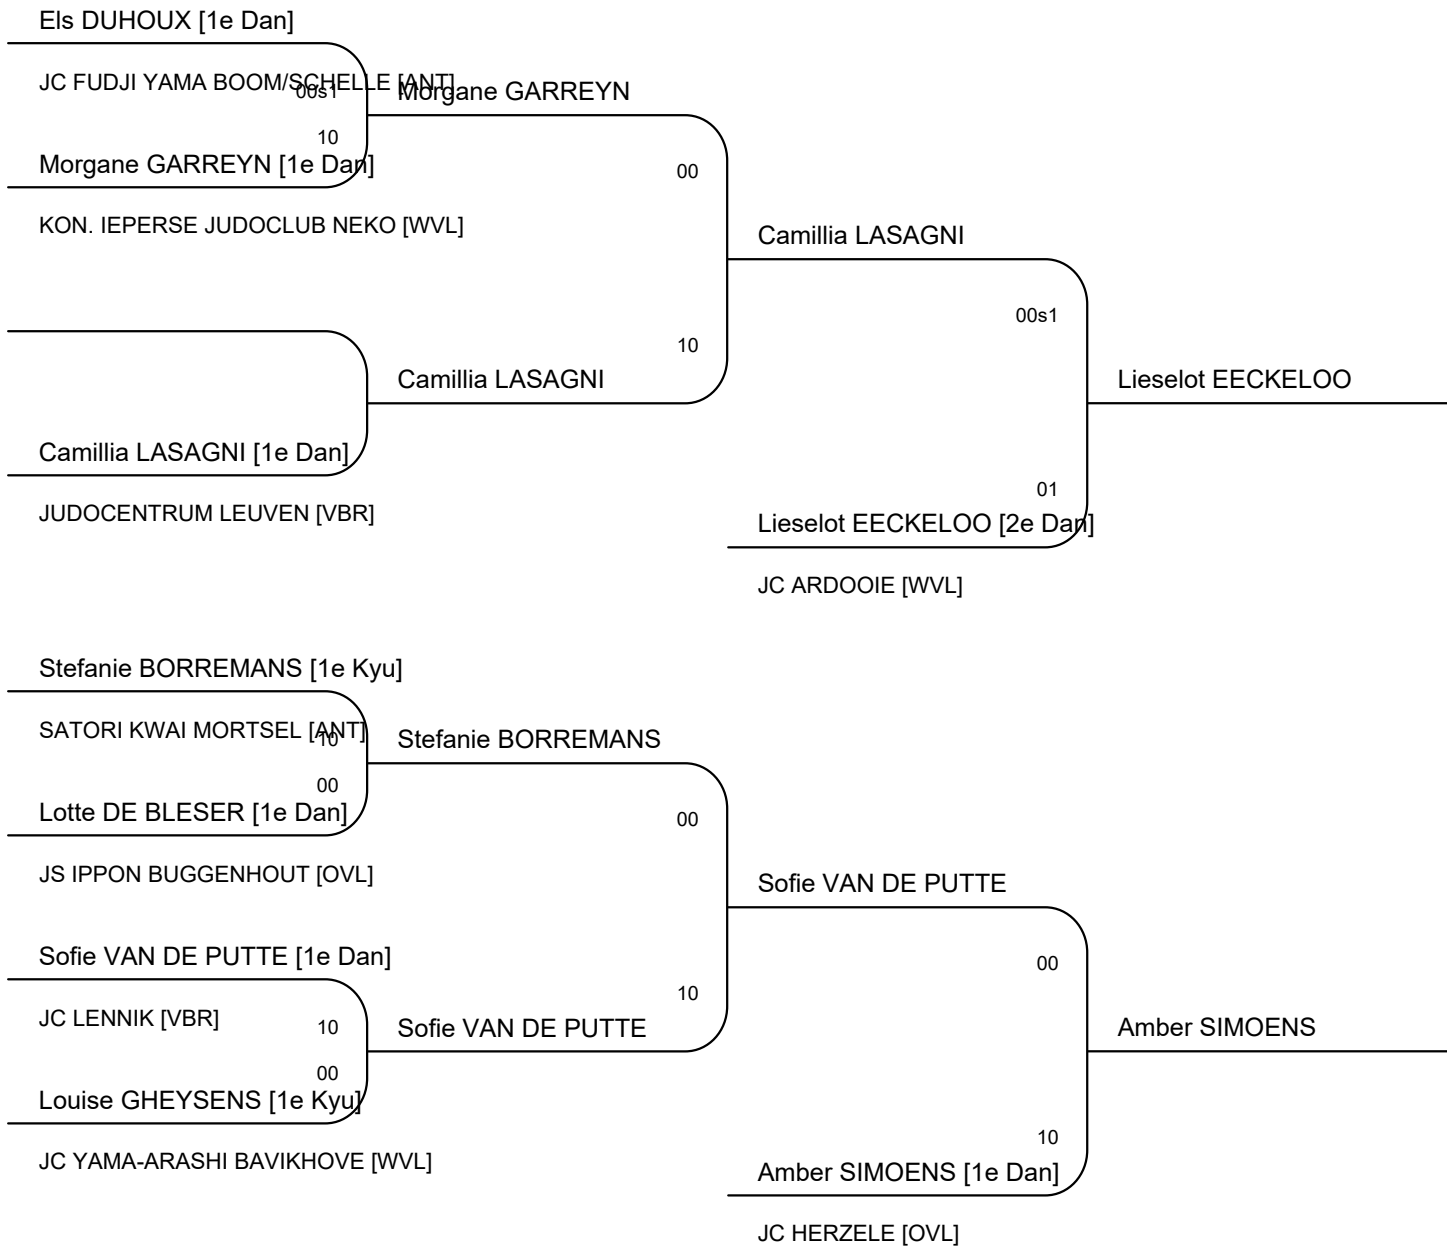 Els DUHOUX [1e Dan]
JC FUDJI YAMA BOOM/SCHELLE [ANT]
00s1
Morgane GARREYN
10
Morgane GARREYN [1e Dan]
00
KON. IEPERSE JUDOCLUB NEKO [WVL]
Camillia LASAGNI
00s1
10
Camillia LASAGNI
Lieselot EECKELOO
Camillia LASAGNI [1e Dan]
01
JUDOCENTRUM LEUVEN [VBR]
Lieselot EECKELOO [2e Dan]
JC ARDOOIE [WVL]
Stefanie BORREMANS [1e Kyu]
SATORI KWAI MORTSEL [ANT]
10
Stefanie BORREMANS
00
Lotte DE BLESER [1e Dan]
00
JS IPPON BUGGENHOUT [OVL]
Sofie VAN DE PUTTE
Sofie VAN DE PUTTE [1e Dan]
00
10
JC LENNIK [VBR]
10
Sofie VAN DE PUTTE
Amber SIMOENS
00
Louise GHEYSENS [1e Kyu]
10
JC YAMA-ARASHI BAVIKHOVE [WVL]
Amber SIMOENS [1e Dan]
JC HERZELE [OVL]